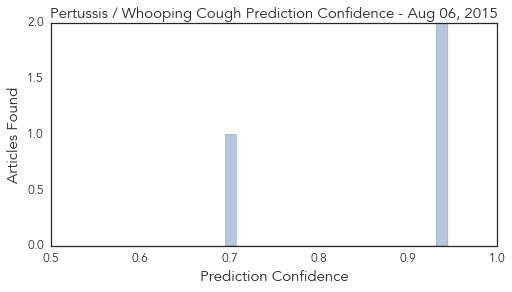 Pertussis / Whooping Cough Prediction Confidence - Aug 06, 2015
2.0
1.5
1.0
0.5
0.0
Articles Found
0.5 0.6 0.7 0.8 0.9 1.0
Prediction Confidence